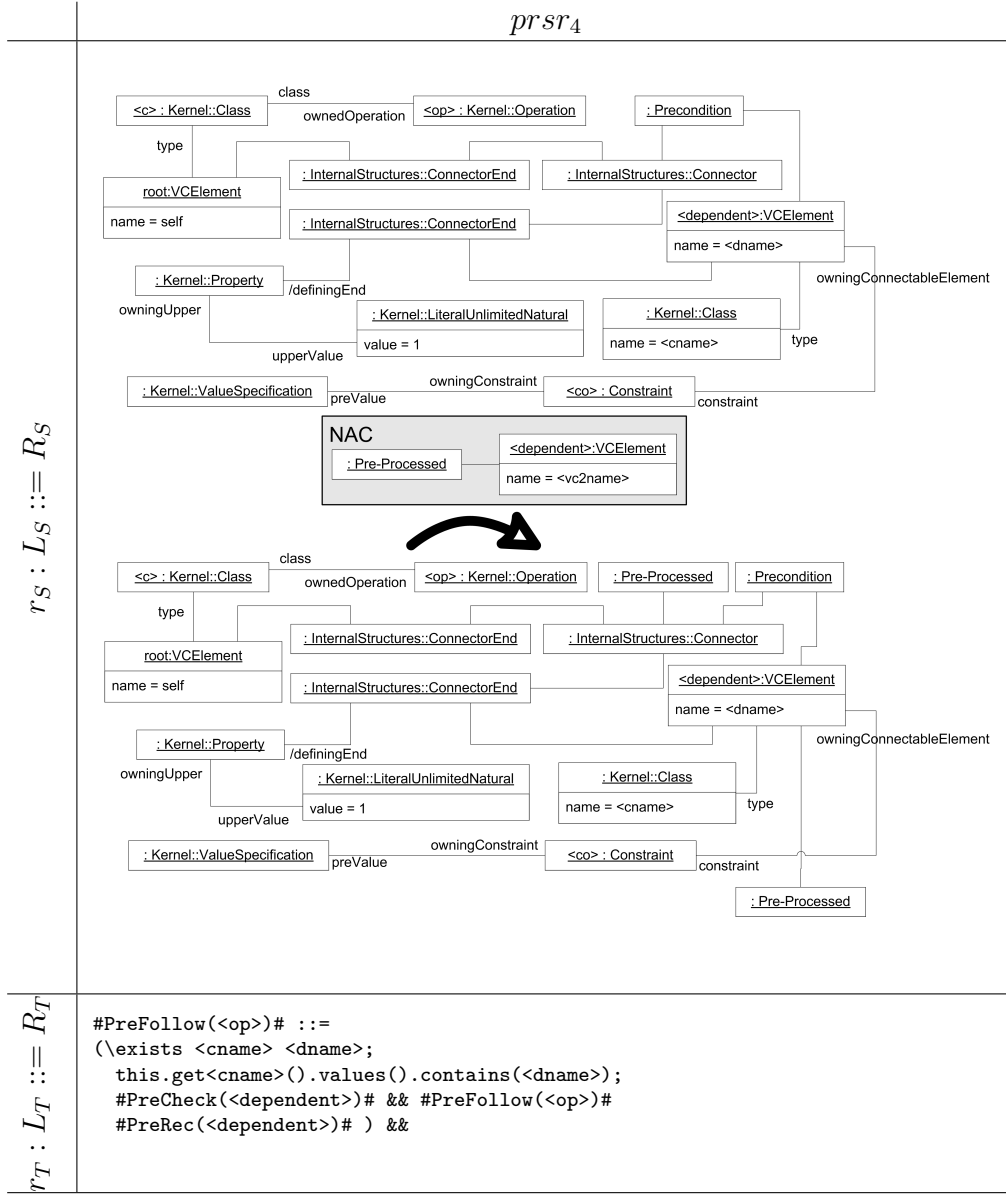 prsr4
class
<c> : Kernel::Class
ownedOperation
<op> : Kernel::Operation
: Precondition
type
: InternalStructures::ConnectorEnd
: InternalStructures::Connector
root:VCElement
name = self
: InternalStructures::ConnectorEnd
<dependent>:VCElement
name = <dname>
: Kernel::Property
/definingEnd
owningConnectableElement
owningUpper
: Kernel::LiteralUnlimitedNatural
value = 1
: Kernel::Class
name = <cname>
type
upperValue
: Kernel::ValueSpecification
preValue
owningConstraint
<co> : Constraint
constraint
NAC
: Pre-Processed
<dependent>:VCElement
name = <vc2name>
rS : LS ::= RS
class
<c> : Kernel::Class
ownedOperation
<op> : Kernel::Operation
: Pre-Processed
: Precondition
type
: InternalStructures::ConnectorEnd
: InternalStructures::Connector
root:VCElement
name = self
: InternalStructures::ConnectorEnd
<dependent>:VCElement
name = <dname>
: Kernel::Property
/definingEnd
owningConnectableElement
owningUpper
: Kernel::LiteralUnlimitedNatural
value = 1
: Kernel::Class
name = <cname>
type
upperValue
: Kernel::ValueSpecification
preValue
owningConstraint
<co> : Constraint
constraint
: Pre-Processed
rT : LT ::= RT
#PreFollow(<op>)# ::=
(\exists <cname> <dname>;
this.get<cname>().values().contains(<dname>);
#PreCheck(<dependent>)# && #PreFollow(<op>)#
#PreRec(<dependent>)# ) &&